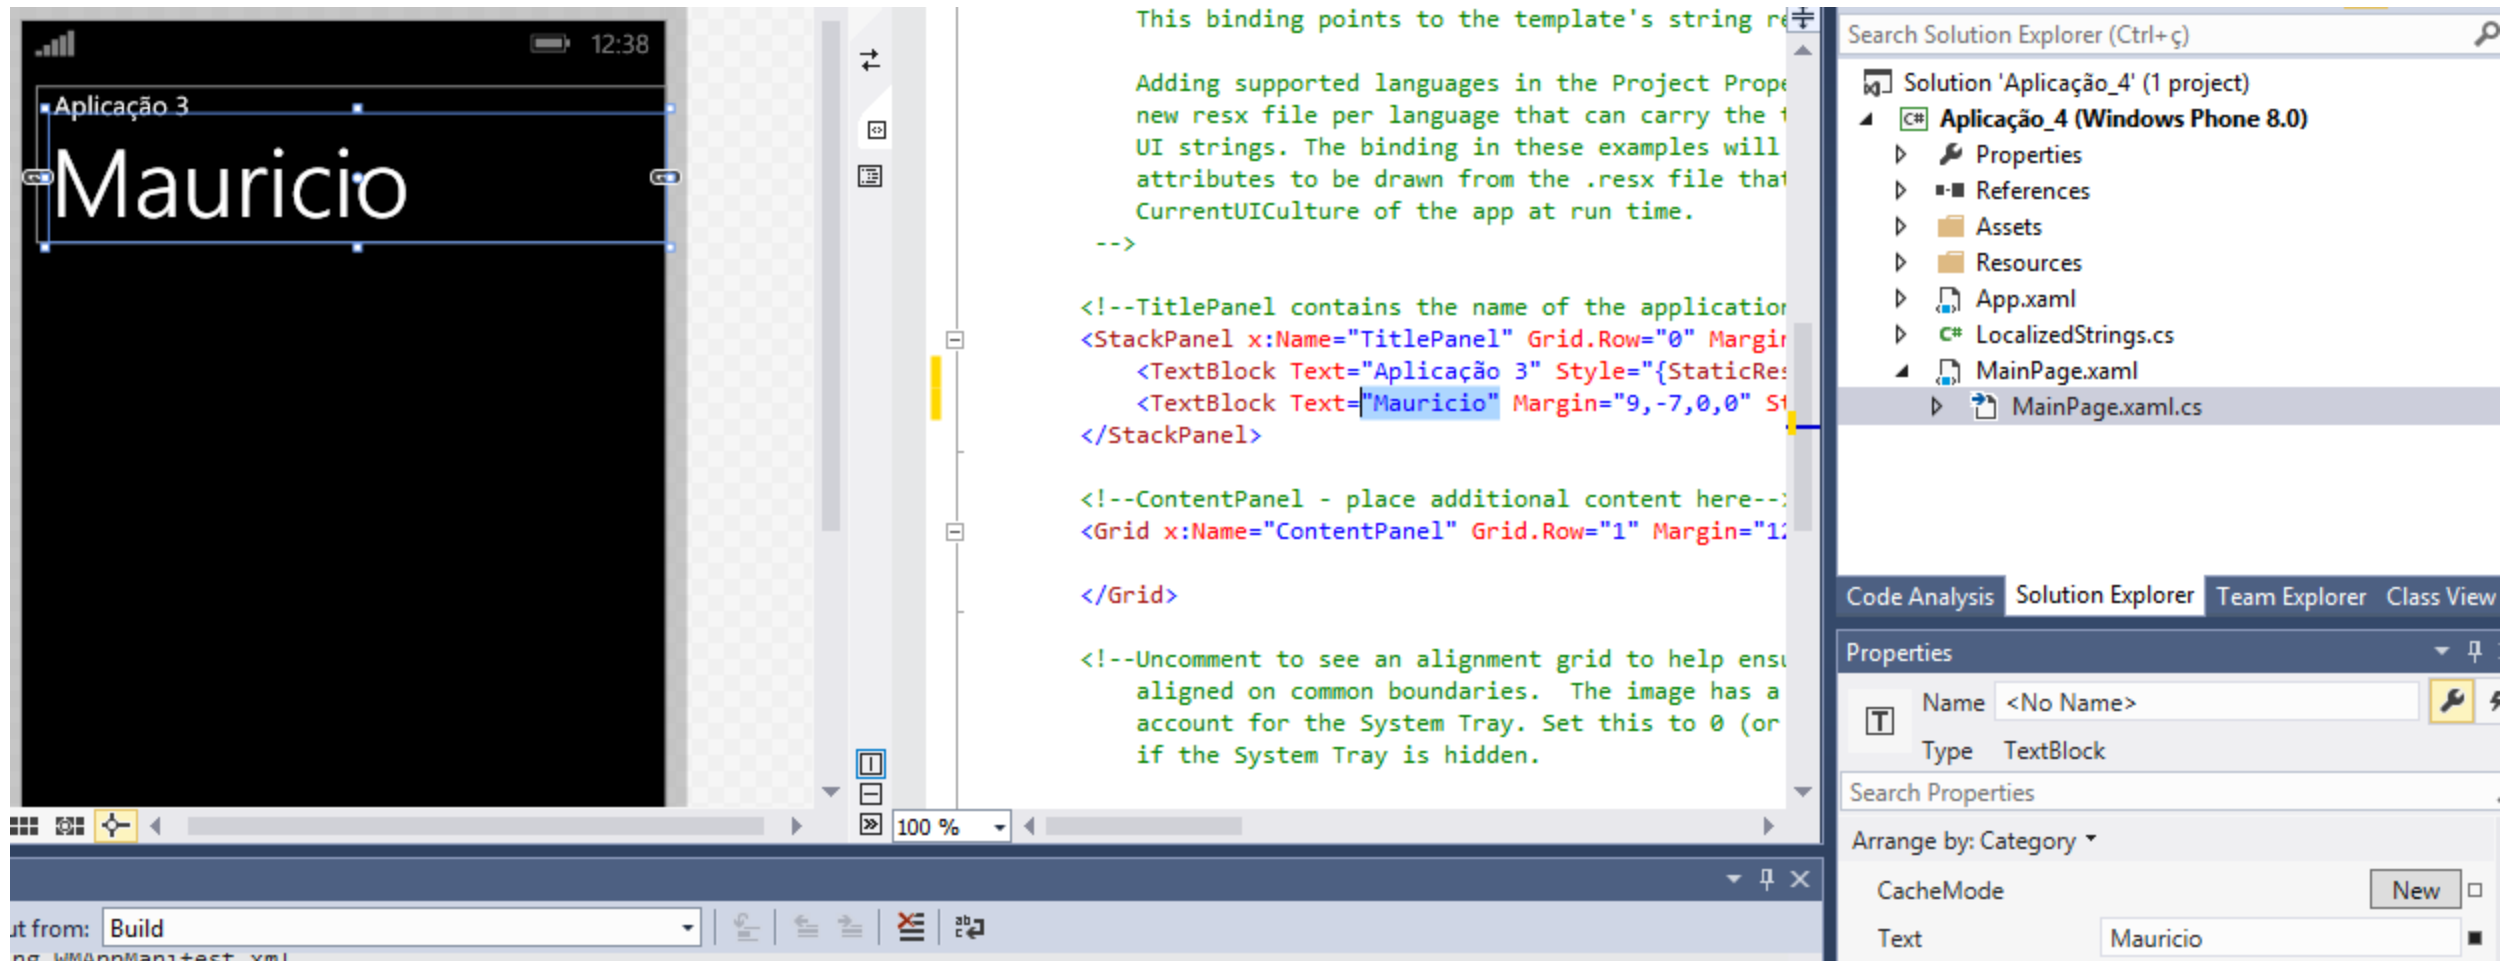 12:38
Aplicação 3
Mauricio
This binding points to the template's string re
Adding supported languages in the Project Prope
new resx file per language that can carry the t
UI strings. The binding in these examples will
attributes to be drawn from the .resx file that
CurrentUICulture of the app at run time.
-->
<!--TitlePanel contains the name of the application
<StackPanel x:Name="TitlePanel" Grid.Row="0" Margin
<TextBlock Text="Aplicação 3" Style="{StaticRes
<TextBlock Text="Mauricio" Margin="9,-7,0,0" St
</StackPanel>
<!--ContentPanel - place additional content here-->
<Grid x:Name="ContentPanel" Grid.Row="1" Margin="12
</Grid>
<!--Uncomment to see an alignment grid to help ensu
aligned on common boundaries.  The image has a
account for the System Tray. Set this to 0 (or
if the System Tray is hidden.
100 %
ut from: Build
ng WMAppManifest.xml
Search Solution Explorer (Ctrl+ç)
Solution 'Aplicação_4' (1 project)
C# Aplicação_4 (Windows Phone 8.0)
Properties
References
Assets
Resources
App.xaml
C# LocalizedStrings.cs
MainPage.xaml
MainPage.xaml.cs
Code Analysis Solution Explorer Team Explorer Class View
Properties
Name <No Name>
Type TextBlock
Search Properties
Arrange by: Category
CacheMode New
Text Mauricio